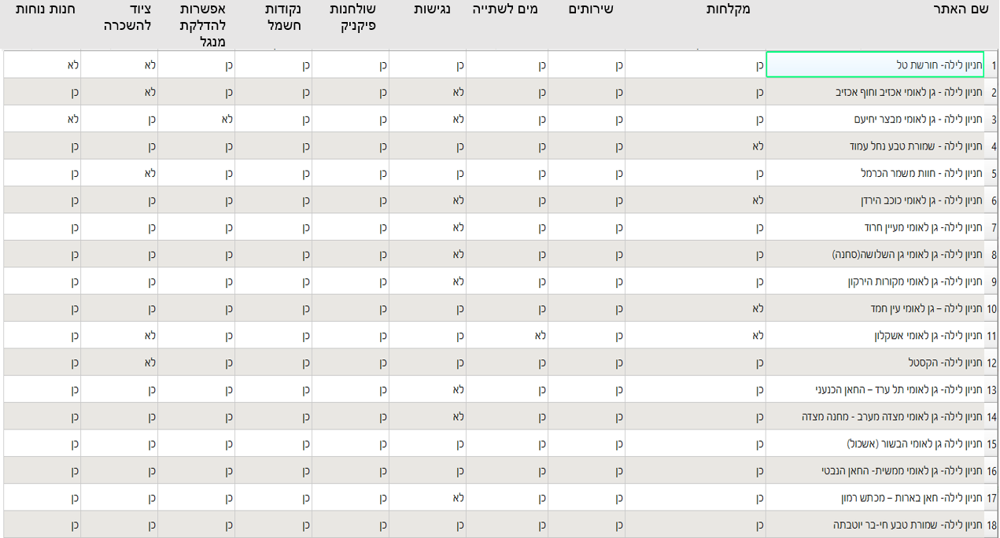 שם האתר מקלחות שירותים מים לשתייה נגישות שולחנות פיקניק נקודות חשמל אפשרות להדלקת מנגל ציוד להשכרה חנות נוחות
1 חניון לילה- חורשת טל כן כן כן כן כן כן כן לא לא
2 חניון לילה - גן לאומי אכזיב וחוף אכזיב כן כן כן לא כן כן כן לא כן
3 חניון לילה - גן לאומי מבצר יחיעם כן כן כן לא כן כן לא כן לא
4 חניון לילה - שמורת טבע נחל עמוד לא כן כן כן כן כן כן כן כן
5 חניון לילה - חוות משמר הכרמל כן כן כן כן כן כן כן לא כן
6 חניון לילה - גן לאומי כוכב הירדן לא כן כן לא כן כן כן כן כן
7 חניון לילה- גן לאומי מעיין חרוד כן כן כן לא כן כן כן כן כן
8 חניון לילה- גן לאומי גן השלושה(סחנה) כן כן כן לא כן כן כן כן כן
9 חניון לילה- גן לאומי מקורות הירקון כן כן כן לא כן כן כן כן כן
10 חניון לילה – גן לאומי עין חמד לא כן כן כן כן כן כן כן כן
11 חניון לילה- גן לאומי אשקלון לא כן לא כן כן כן כן לא כן
12 חניון לילה- הקסטל כן כן כן כן כן כן כן לא כן
13 חניון לילה- גן לאומי תל ערד – החאן הכנעני כן כן כן לא כן כן כן כן כן
14 חניון לילה- גן לאומי מצדה מערב - מחנה מצדה כן כן כן לא כן כן כן כן כן
15 חניון לילה גן לאומי הבשור (אשכול) כן כן כן כן כן כן כן כן כן
16 חניון לילה- גן לאומי ממשית- החאן הנבטי כן כן כן כן כן כן כן כן כן
17 חניון לילה- חאן בארות – מכתש רמון כן כן כן לא כן כן כן כן כן
18 חניון לילה- שמורת טבע חי-בר יוטבתה כן כן כן כן כן כן כן כן כן